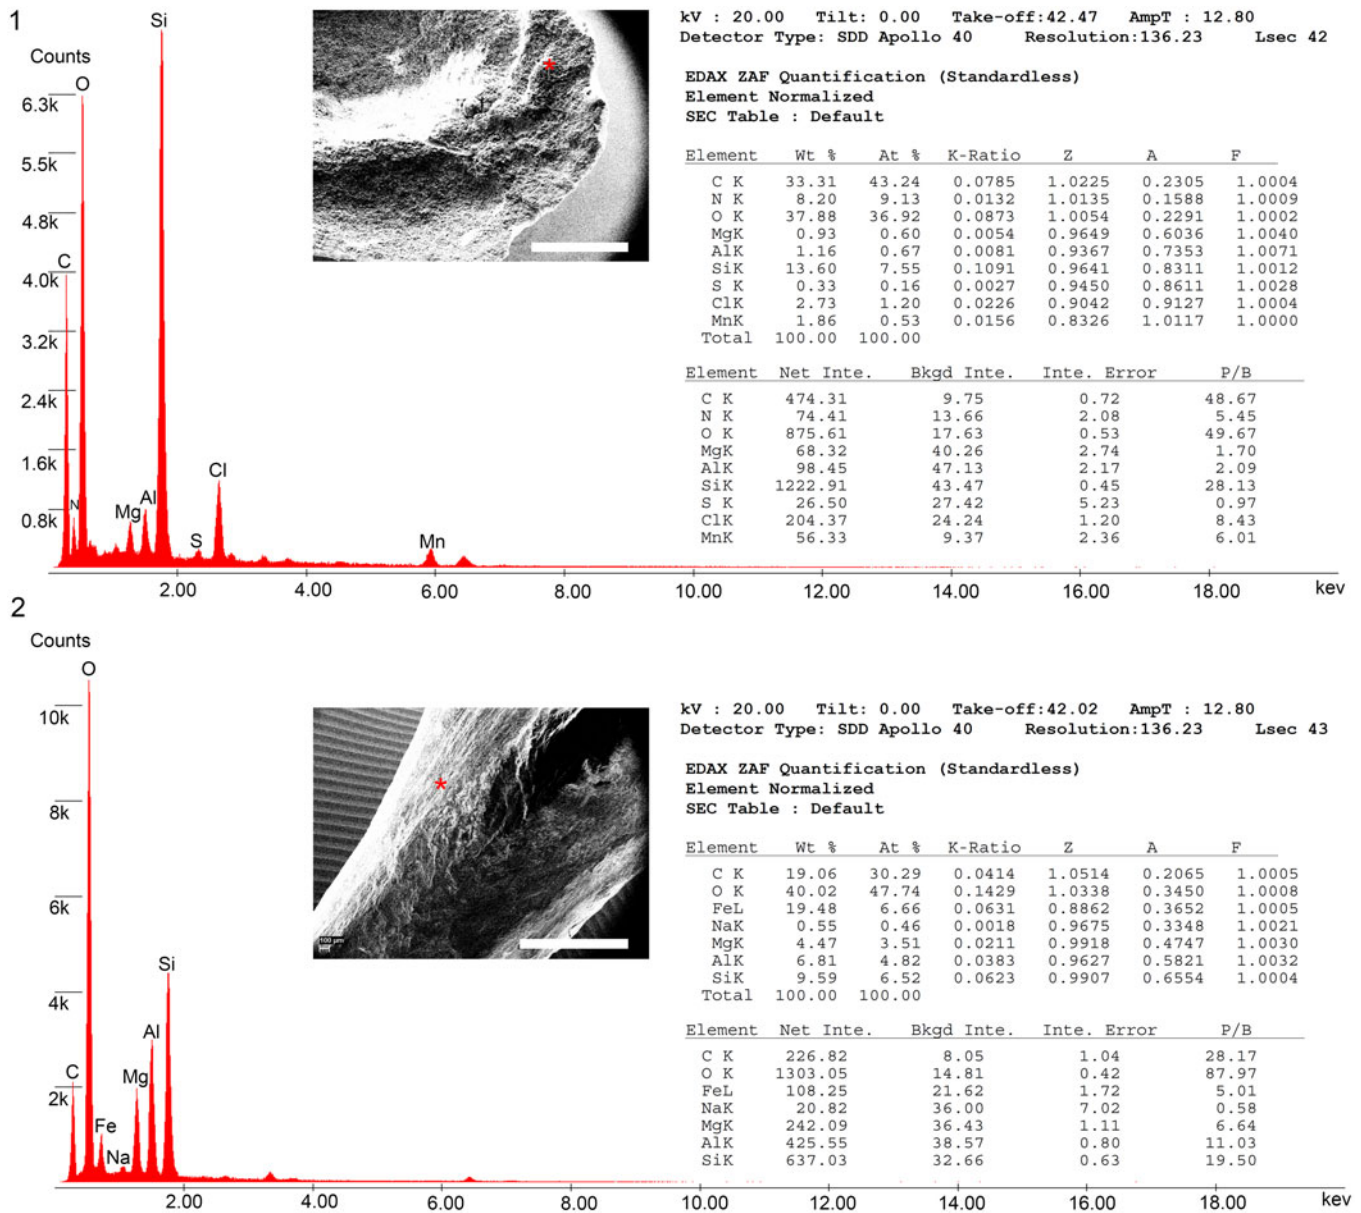 1
Counts
6.3k
5.5k
4.8k
4.0k
3.2k
2.4k
1.6k
0.8k
C
N
O
Mg
Al
Si
S
Cl
Mn
*
2.00 4.00 6.00 8.00 10.00 12.00 14.00 16.00 18.00 kev
kV : 20.00 Tilt: 0.00 Take-off:42.47 AmpT : 12.80
Detector Type: SDD Apollo 40 Resolution:136.23 Lsec 42
EDAX ZAF Quantification (Standardless)
Element Normalized
SEC Table : Default
Element Wt % At % K-Ratio Z A F
C K 33.31 43.24 0.0785 1.0225 0.2305 1.0004
N K 8.20 9.13 0.0132 1.0135 0.1588 1.0009
O K 37.88 36.92 0.0873 1.0054 0.2291 1.0002
MgK 0.93 0.60 0.0054 0.9649 0.6036 1.0040
AlK 1.16 0.67 0.0081 0.9367 0.7353 1.0071
SiK 13.60 7.55 0.1091 0.9641 0.8311 1.0012
S K 0.33 0.16 0.0027 0.9450 0.8611 1.0028
ClK 2.73 1.20 0.0226 0.9042 0.9127 1.0004
MnK 1.86 0.53 0.0156 0.8326 1.0117 1.0000
Total 100.00 100.00
Element Net Inte. Bkgd Inte. Inte. Error P/B
C K 474.31 9.75 0.72 48.67
N K 74.41 13.66 2.08 5.45
O K 875.61 17.63 0.53 49.67
MgK 68.32 40.26 2.74 1.70
AlK 98.45 47.13 2.17 2.09
SiK 1222.91 43.47 0.45 28.13
S K 26.50 27.42 5.23 0.97
ClK 204.37 24.24 1.20 8.43
MnK 56.33 9.37 2.36 6.01
2
Counts
10k
8k
6k
4k
2k
C
O
Fe
Na
Mg
Al
Si
*
100 µm
2.00 4.00 6.00 8.00 10.00 12.00 14.00 16.00 18.00 kev
kV : 20.00 Tilt: 0.00 Take-off:42.02 AmpT : 12.80
Detector Type: SDD Apollo 40 Resolution:136.23 Lsec 43
EDAX ZAF Quantification (Standardless)
Element Normalized
SEC Table : Default
Element Wt % At % K-Ratio Z A F
C K 19.06 30.29 0.0414 1.0514 0.2065 1.0005
O K 40.02 47.74 0.1429 1.0338 0.3450 1.0008
FeL 19.48 6.66 0.0631 0.8862 0.3652 1.0005
NaK 0.55 0.46 0.0018 0.9675 0.3348 1.0021
MgK 4.47 3.51 0.0211 0.9918 0.4747 1.0030
AlK 6.81 4.82 0.0383 0.9627 0.5821 1.0032
SiK 9.59 6.52 0.0623 0.9907 0.6554 1.0004
Total 100.00 100.00
Element Net Inte. Bkgd Inte. Inte. Error P/B
C K 226.82 8.05 1.04 28.17
O K 1303.05 14.81 0.42 87.97
FeL 108.25 21.62 1.72 5.01
NaK 20.82 36.00 7.02 0.58
MgK 242.09 36.43 1.11 6.64
AlK 425.55 38.57 0.80 11.03
SiK 637.03 32.66 0.63 19.50